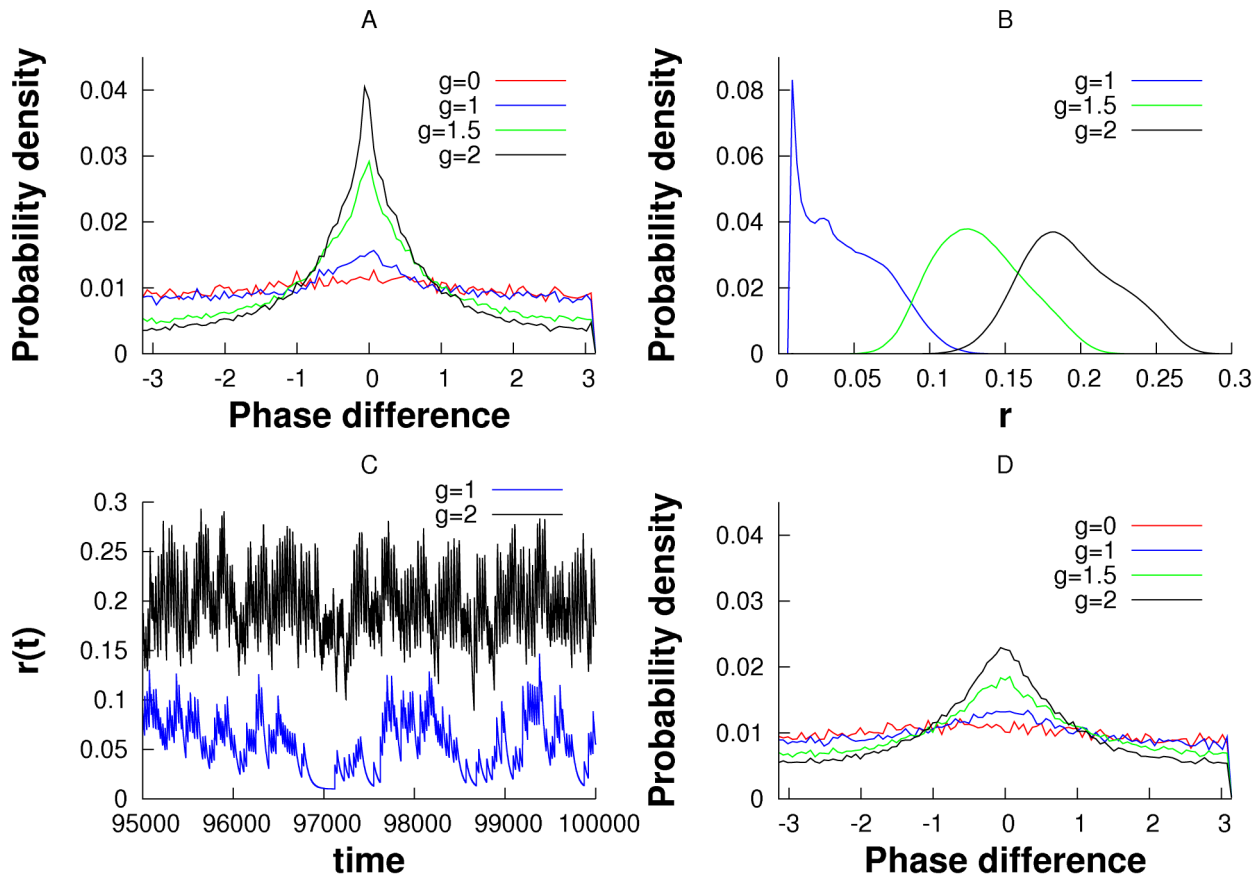 A
Probability density
0.04
0.03
0.02
0.01
0
-3 -2 -1 0 1 2 3
Phase difference
g=0
g=1
g=1.5
g=2
B
Probability density
0.08
0.06
0.04
0.02
0
0 0.05 0.1 0.15 0.2 0.25 0.3
r
g=1
g=1.5
g=2
C
r(t)
0.3
0.25
0.2
0.15
0.1
0.05
0
95000 96000 97000 98000 99000 100000
time
g=1
g=2
D
Probability density
0.04
0.03
0.02
0.01
0
-3 -2 -1 0 1 2 3
Phase difference
g=0
g=1
g=1.5
g=2